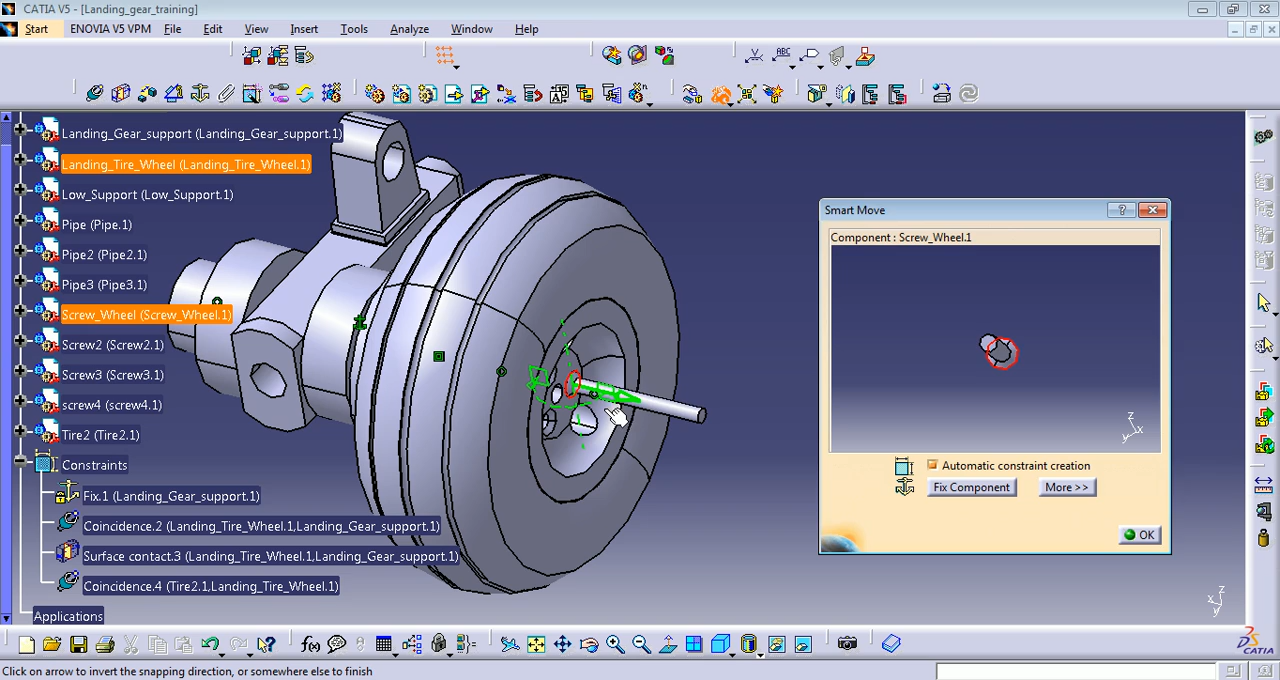 CATIA V5 - [Landing_gear_training]
Start ENOVIA V5 VPM File Edit View Insert Tools Analyze Window Help
ABC
Landing_Gear_support (Landing_Gear_support.1)
Landing_Tire_Wheel (Landing_Tire_Wheel.1)
Low_Support (Low_Support.1)
Pipe (Pipe.1)
Pipe2 (Pipe2.1)
Pipe3 (Pipe3.1)
Screw_Wheel (Screw_Wheel.1)
Screw2 (Screw2.1)
Screw3 (Screw3.1)
screw4 (screw4.1)
Tire2 (Tire2.1)
Constraints
Fix.1 (Landing_Gear_support.1)
Coincidence.2 (Landing_Tire_Wheel.1,Landing_Gear_support.1)
Surface contact.3 (Landing_Tire_Wheel.1,Landing_Gear_support.1)
Coincidence.4 (Tire2.1,Landing_Tire_Wheel.1)
Applications
Smart Move
Component : Screw_Wheel.1
z
x
y
Automatic constraint creation
Fix Component More >>
OK
z
x
y
f(x)
CATIA
Click on arrow to invert the snapping direction, or somewhere else to finish